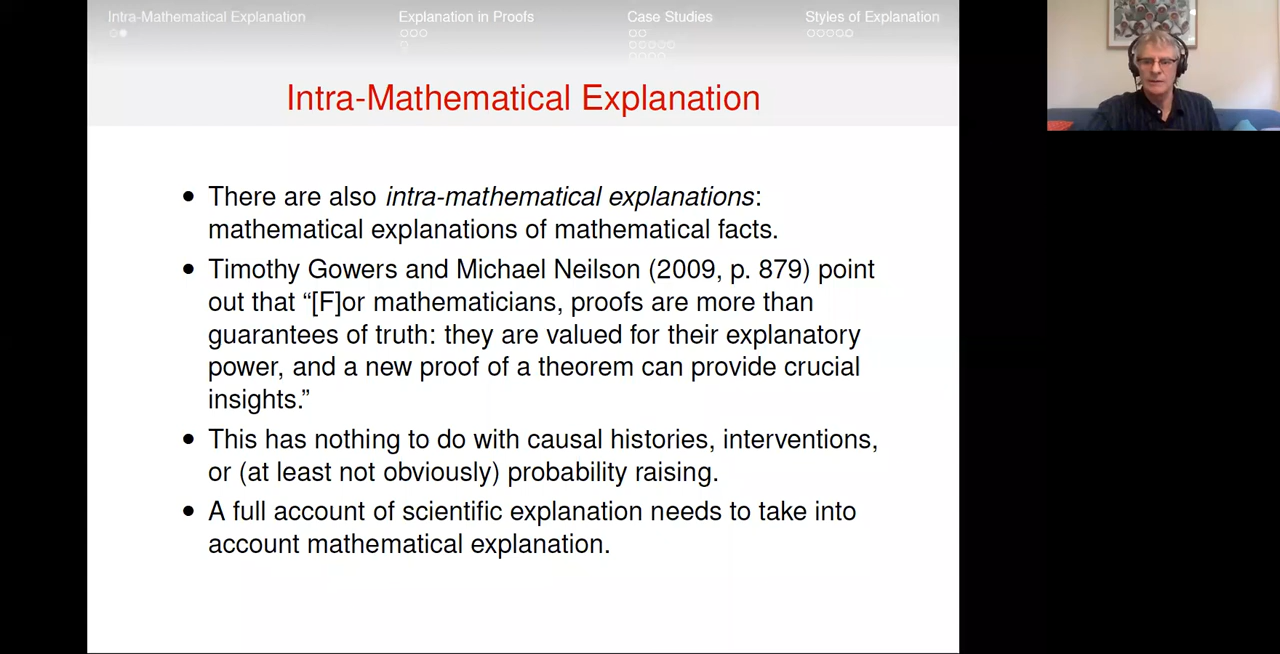 Intra-Mathematical Explanation Explanation in Proofs Case Studies Styles of Explanation
Intra-Mathematical Explanation
• There are also intra-mathematical explanations:
mathematical explanations of mathematical facts.
• Timothy Gowers and Michael Neilson (2009, p. 879) point
out that “[F]or mathematicians, proofs are more than
guarantees of truth: they are valued for their explanatory
power, and a new proof of a theorem can provide crucial
insights.”
• This has nothing to do with causal histories, interventions,
or (at least not obviously) probability raising.
• A full account of scientific explanation needs to take into
account mathematical explanation.